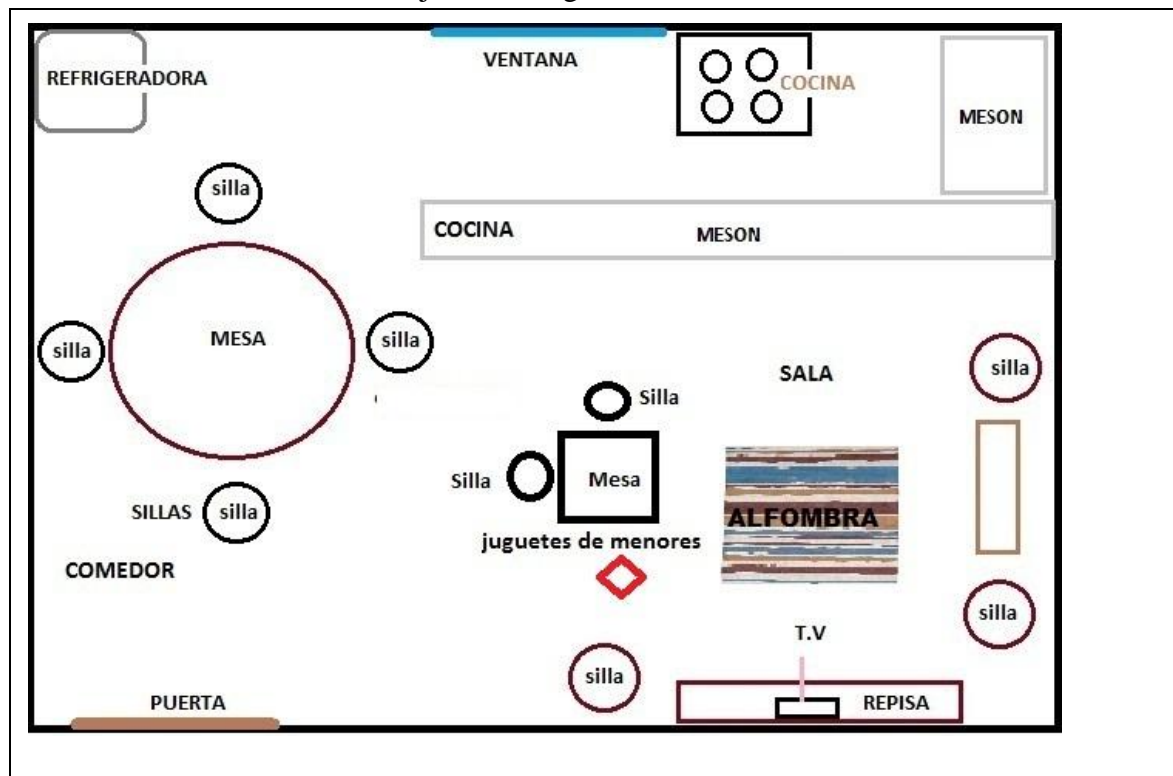 REFRIGERADORA
VENTANA
COCINA
MESON
silla
COCINA
MESON
silla
MESA
silla
SALA
silla
Silla
Silla
Mesa
ALFOMBRA
SILLAS
silla
juguetes de menores
COMEDOR
silla
T.V
silla
PUERTA
REPISA